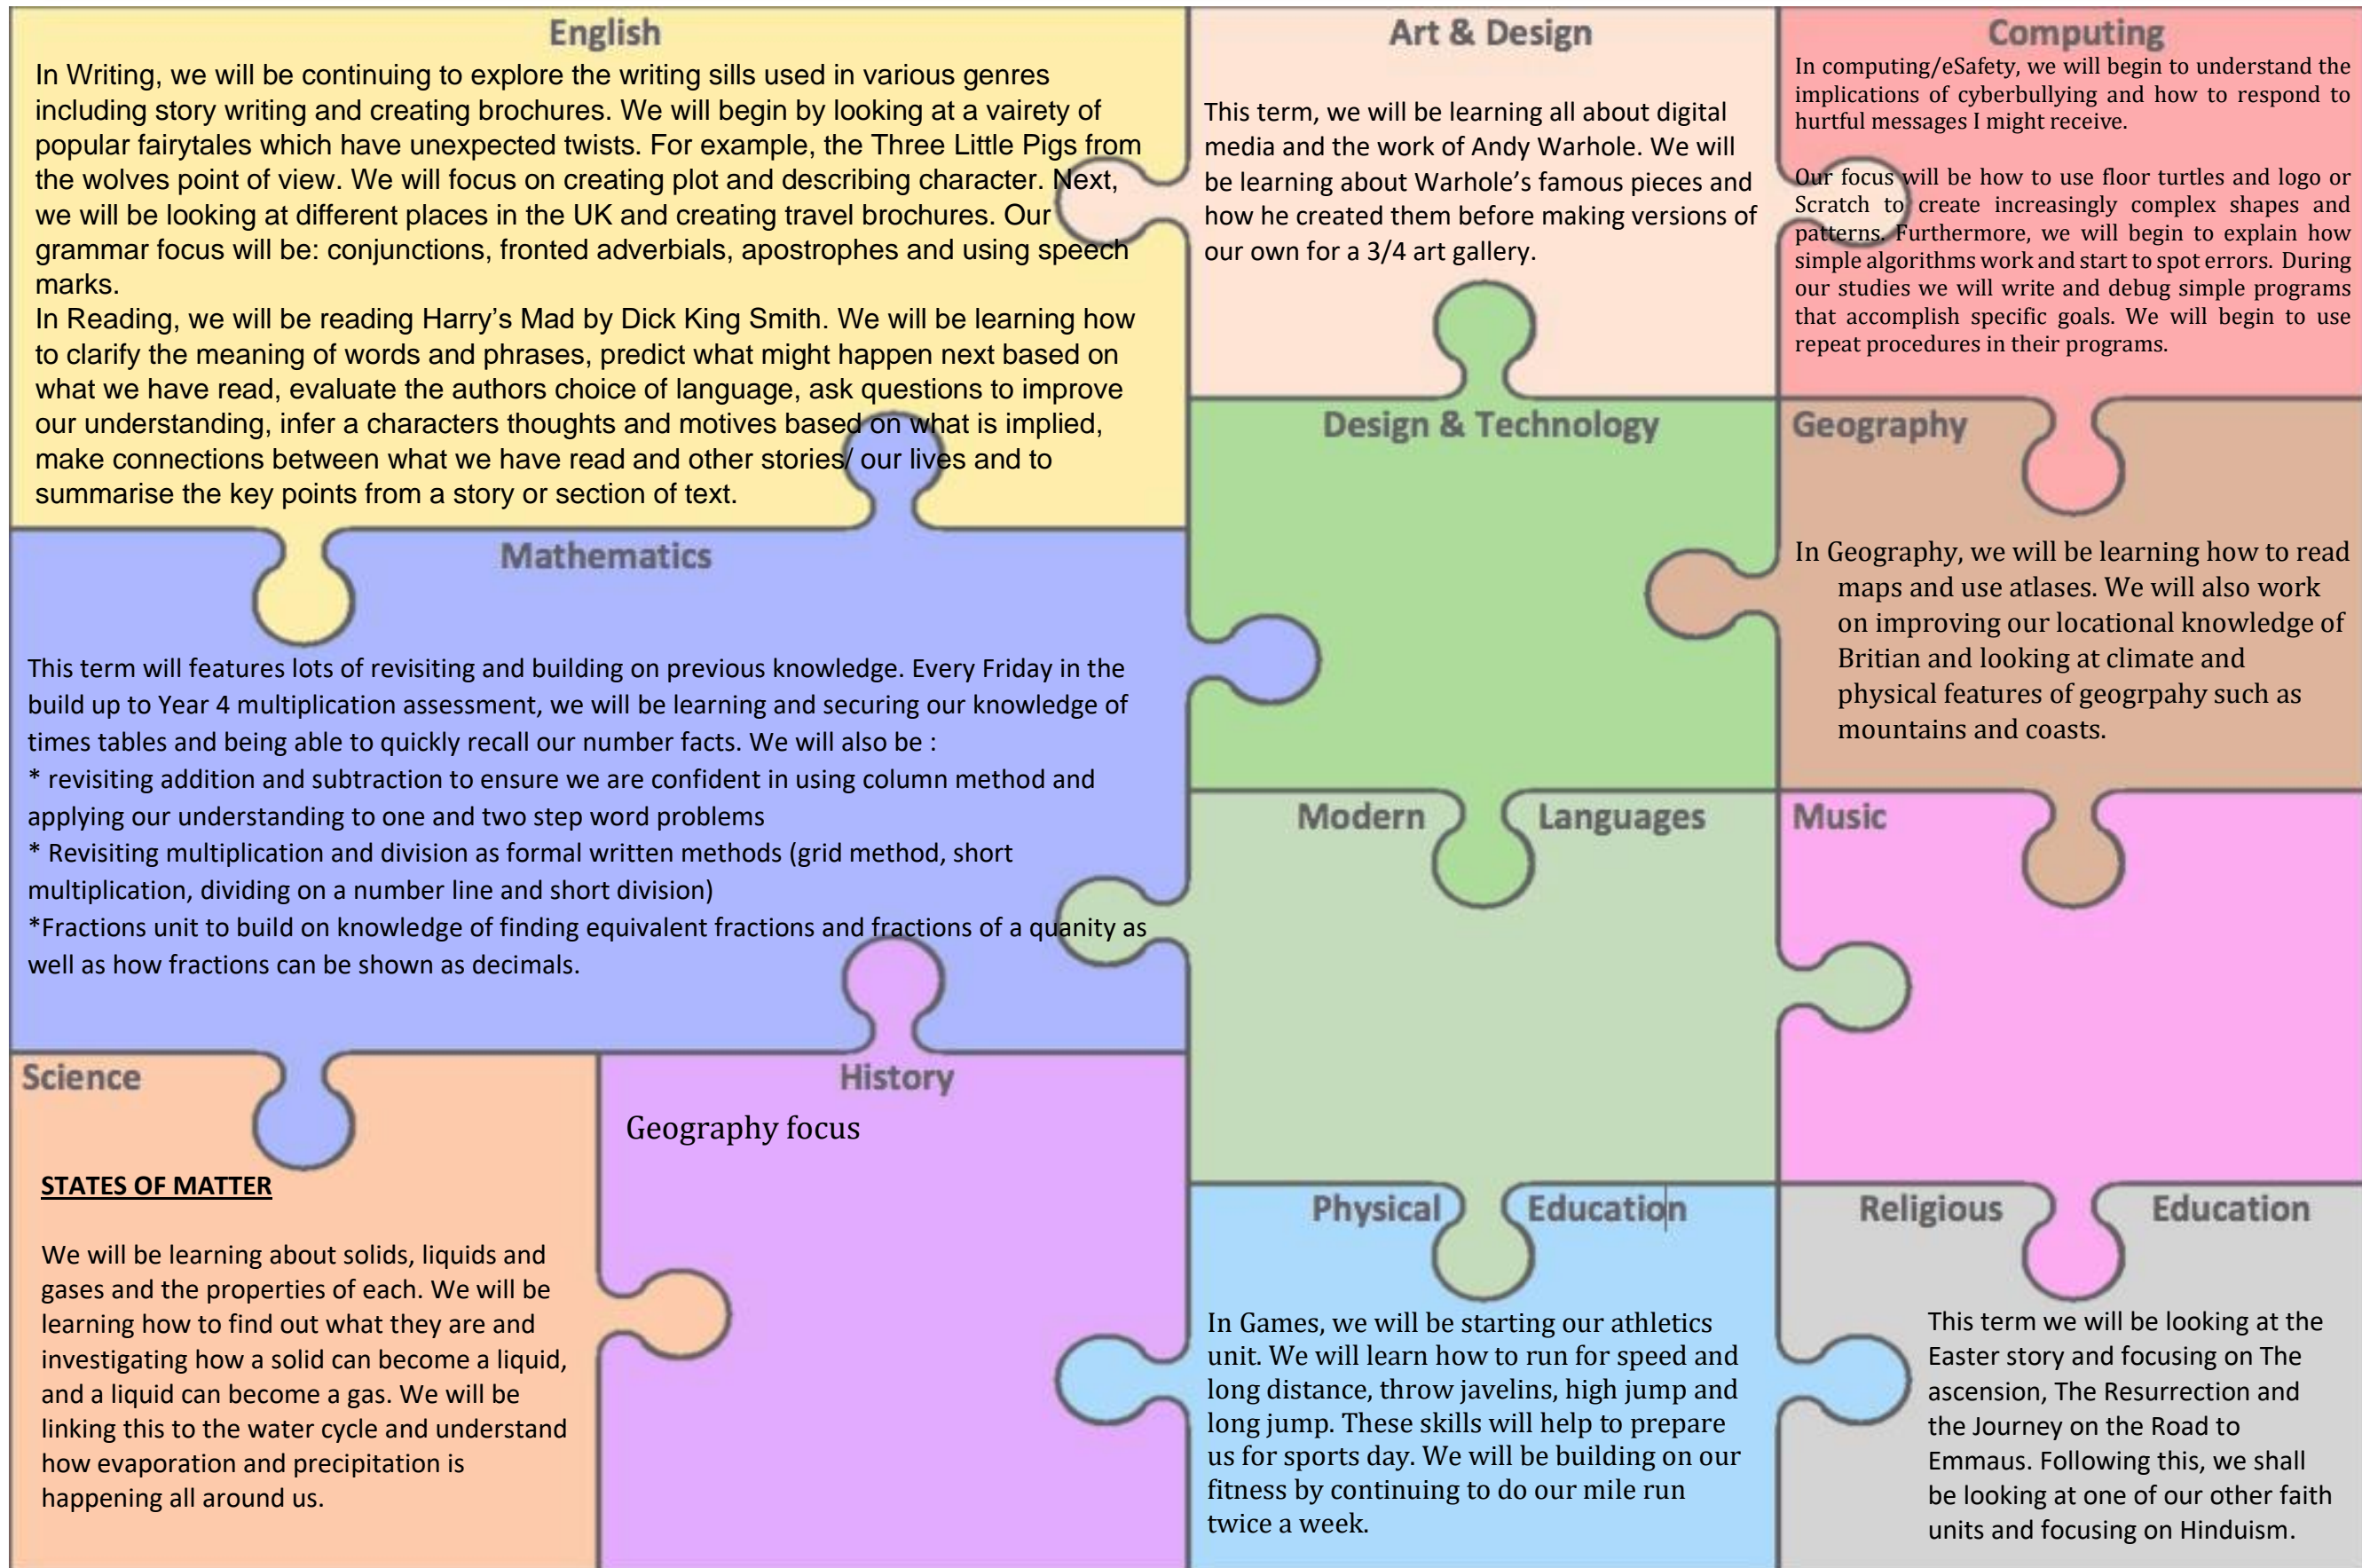 English
In Writing, we will be continuing to explore the writing sills used in various genres
including story writing and creating brochures. We will begin by looking at a vairety of
popular fairytales which have unexpected twists. For example, the Three Little Pigs from
the wolves point of view. We will focus on creating plot and describing character. Next,
we will be looking at different places in the UK and creating travel brochures. Our
grammar focus will be: conjunctions, fronted adverbials, apostrophes and using speech
marks.
In Reading, we will be reading Harry's Mad by Dick King Smith. We will be learning how
to clarify the meaning of words and phrases, predict what might happen next based on
what we have read, evaluate the authors choice of language, ask questions to improve
our understanding, infer a characters thoughts and motives based on what is implied,
make connections between what we have read and other stories/ our lives and to
summarise the key points from a story or section of text.
Art & Design
This term, we will be learning all about digital
media and the work of Andy Warhole. We will
be learning about Warhole's famous pieces and
how he created them before making versions of
our own for a 3/4 art gallery.
Computing
In computing/eSafety, we will begin to understand the
implications of cyberbullying and how to respond to
hurtful messages I might receive.
Our focus will be how to use floor turtles and logo or
Scratch to create increasingly complex shapes and
patterns. Furthermore, we will begin to explain how
simple algorithms work and start to spot errors. During
our studies we will write and debug simple programs
that accomplish specific goals. We will begin to use
repeat procedures in their programs.
Mathematics
This term will features lots of revisiting and building on previous knowledge. Every Friday in the
build up to Year 4 multiplication assessment, we will be learning and securing our knowledge of
times tables and being able to quickly recall our number facts. We will also be :
* revisiting addition and subtraction to ensure we are confident in using column method and
applying our understanding to one and two step word problems
* Revisiting multiplication and division as formal written methods (grid method, short
multiplication, dividing on a number line and short division)
*Fractions unit to build on knowledge of finding equivalent fractions and fractions of a quanity as
well as how fractions can be shown as decimals.
Design & Technology
Geography
In Geography, we will be learning how to read
maps and use atlases. We will also work
on improving our locational knowledge of
Britian and looking at climate and
physical features of geogrpahy such as
mountains and coasts.
Modern Languages
Music
Science
STATES OF MATTER
We will be learning about solids, liquids and
gases and the properties of each. We will be
learning how to find out what they are and
investigating how a solid can become a liquid,
and a liquid can become a gas. We will be
linking this to the water cycle and understand
how evaporation and precipitation is
happening all around us.
History
Geography focus
Physical Education
In Games, we will be starting our athletics
unit. We will learn how to run for speed and
long distance, throw javelins, high jump and
long jump. These skills will help to prepare
us for sports day. We will be building on our
fitness by continuing to do our mile run
twice a week.
Religious Education
This term we will be looking at the
Easter story and focusing on The
ascension, The Resurrection and
the Journey on the Road to
Emmaus. Following this, we shall
be looking at one of our other faith
units and focusing on Hinduism.